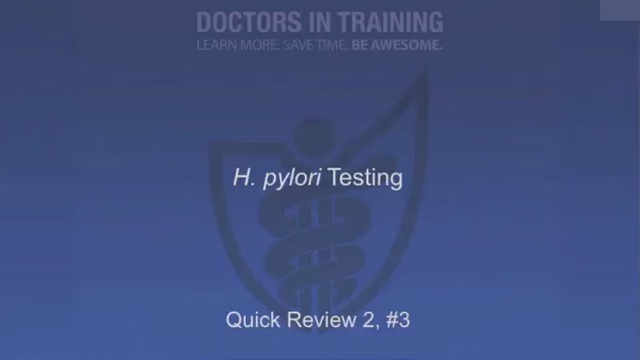 DOCTORS IN TRAINING
LEARN MORE. SAVE TIME. BE AWESOME.
H. pylori Testing
Quick Review 2, #3